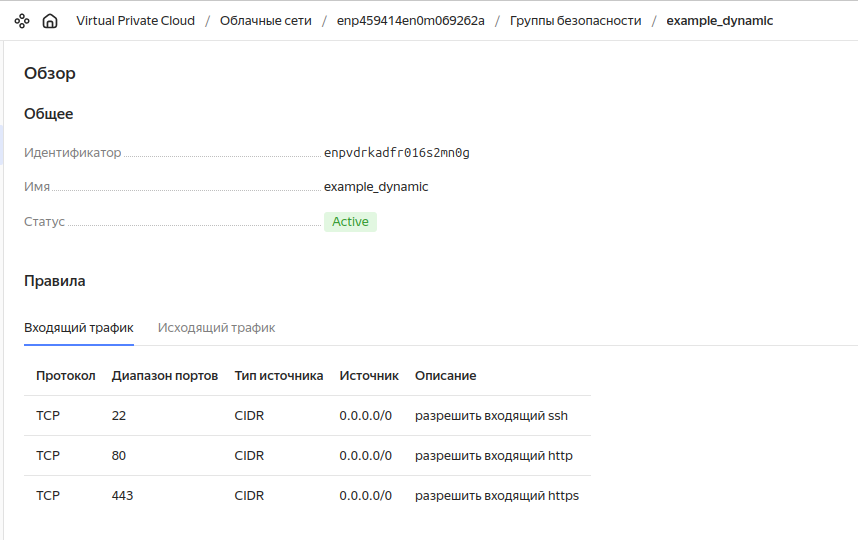 Virtual Private Cloud / Облачные сети / enp459414en0m069262a / Группы безопасности / example_dynamic
Обзор
Общее
Идентификатор enpvdrkadfr016s2mn0g
Имя example_dynamic
Статус Active
Правила
Входящий трафик Исходящий трафик
Протокол Диапазон портов Тип источника Источник Описание
TCP 22 CIDR 0.0.0.0/0 разрешить входящий ssh
TCP 80 CIDR 0.0.0.0/0 разрешить входящий http
TCP 443 CIDR 0.0.0.0/0 разрешить входящий https